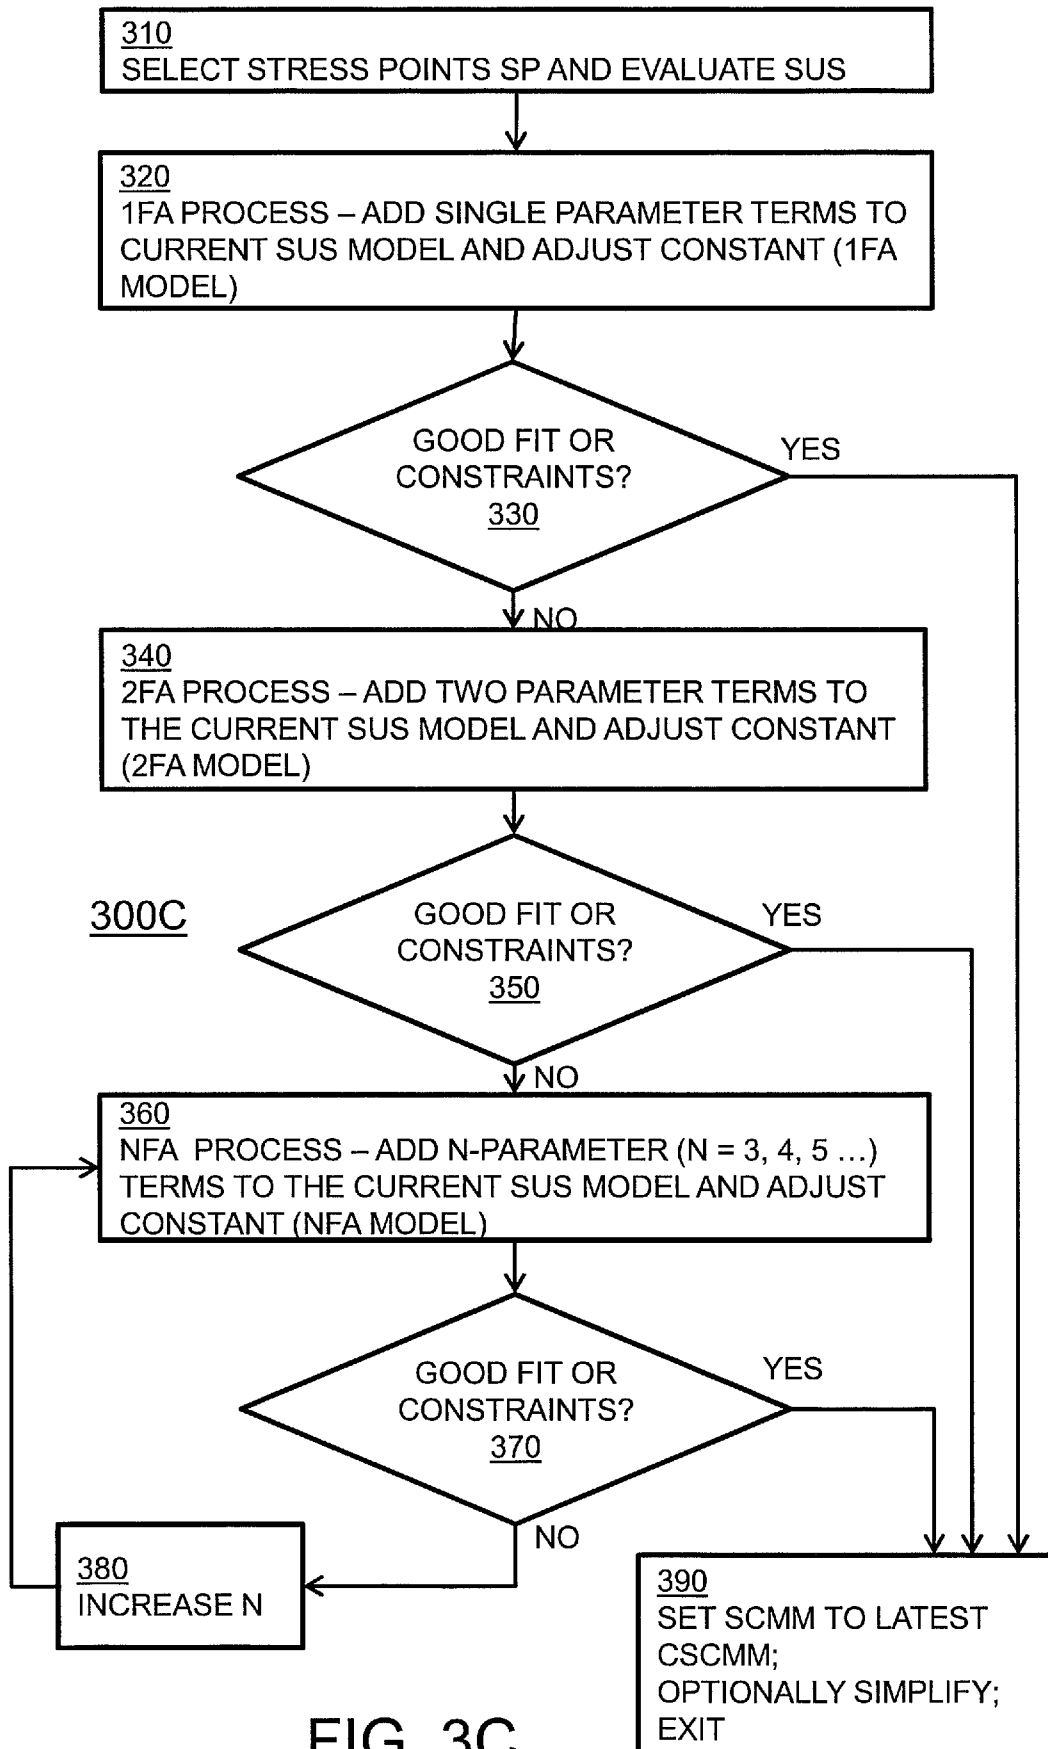 310
SELECT STRESS POINTS SP AND EVALUATE SUS
320
1FA PROCESS – ADD SINGLE PARAMETER TERMS TO
CURRENT SUS MODEL AND ADJUST CONSTANT (1FA
MODEL)
GOOD FIT OR
CONSTRAINTS?
330
YES
NO
340
2FA PROCESS – ADD TWO PARAMETER TERMS TO
THE CURRENT SUS MODEL AND ADJUST CONSTANT
(2FA MODEL)
300C
GOOD FIT OR
CONSTRAINTS?
350
YES
NO
360
NFA PROCESS – ADD N-PARAMETER (N = 3, 4, 5 ...)
TERMS TO THE CURRENT SUS MODEL AND ADJUST
CONSTANT (NFA MODEL)
GOOD FIT OR
CONSTRAINTS?
370
YES
NO
380
INCREASE N
390
SET SCMM TO LATEST
CSCMM;
OPTIONALLY SIMPLIFY;
EXIT
FIG. 3C